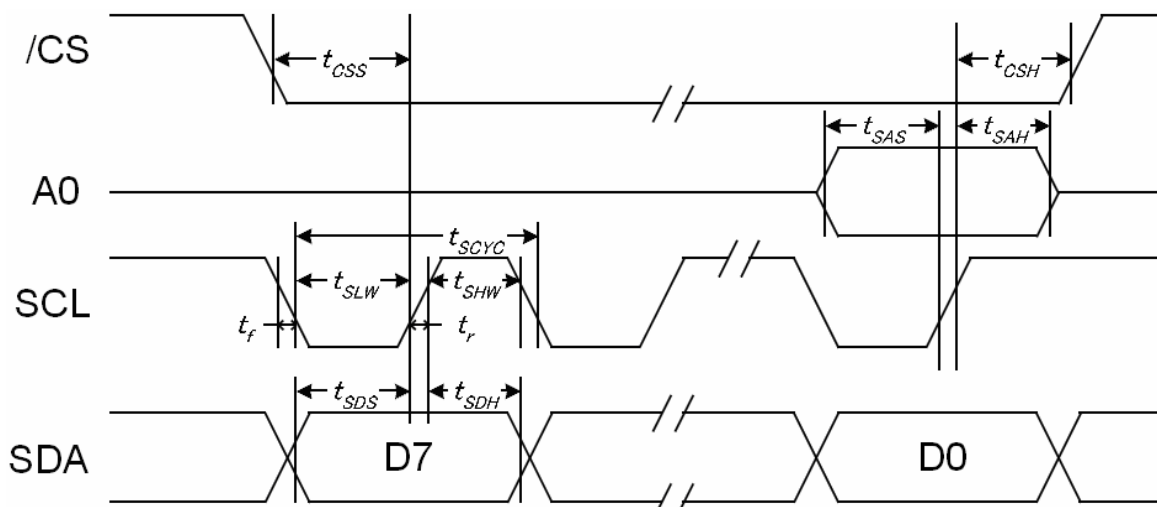 /CS
tCSS
tCSH
tSAS
tSAH
A0
tSCYC
SCL
tSLW
tSHW
tf
tr
tSDS
tSDH
SDA
D7
D0